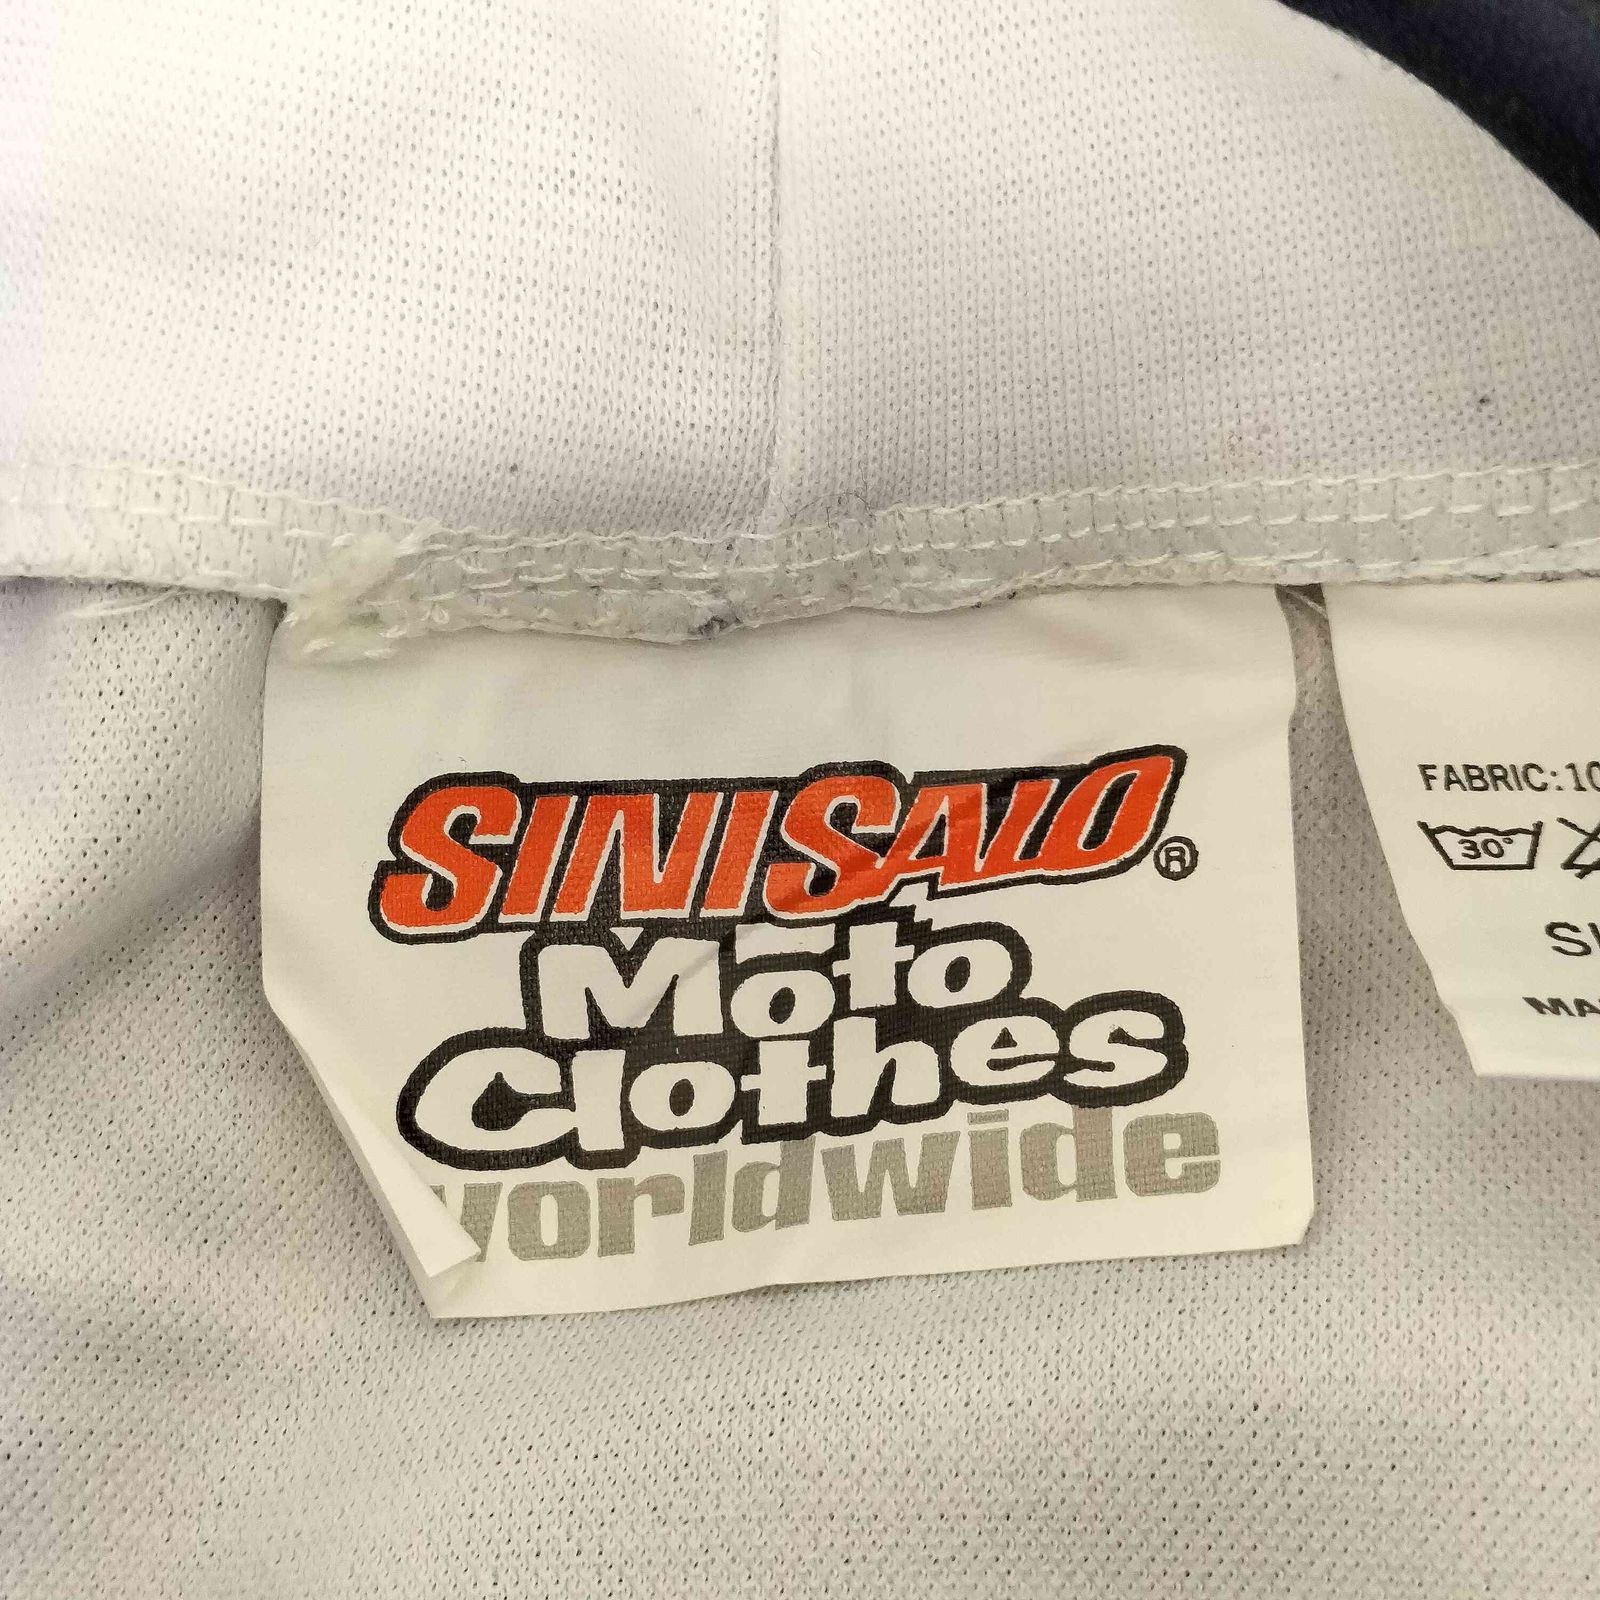 SINISALO®
Moto
Clothes
worldwide
FABRIC: 10
30°